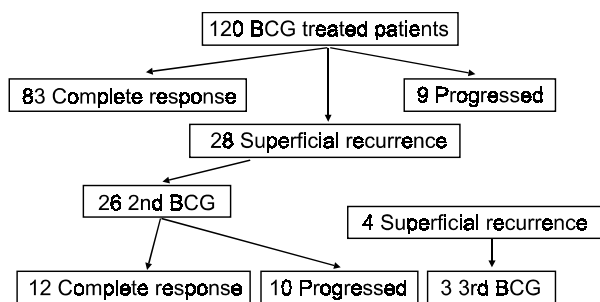 120 BCG treated patients
83 Complete response
9 Progressed
28 Superficial recurrence
26 2nd BCG
4 Superficial recurrence
12 Complete response
10 Progressed
3 3rd BCG